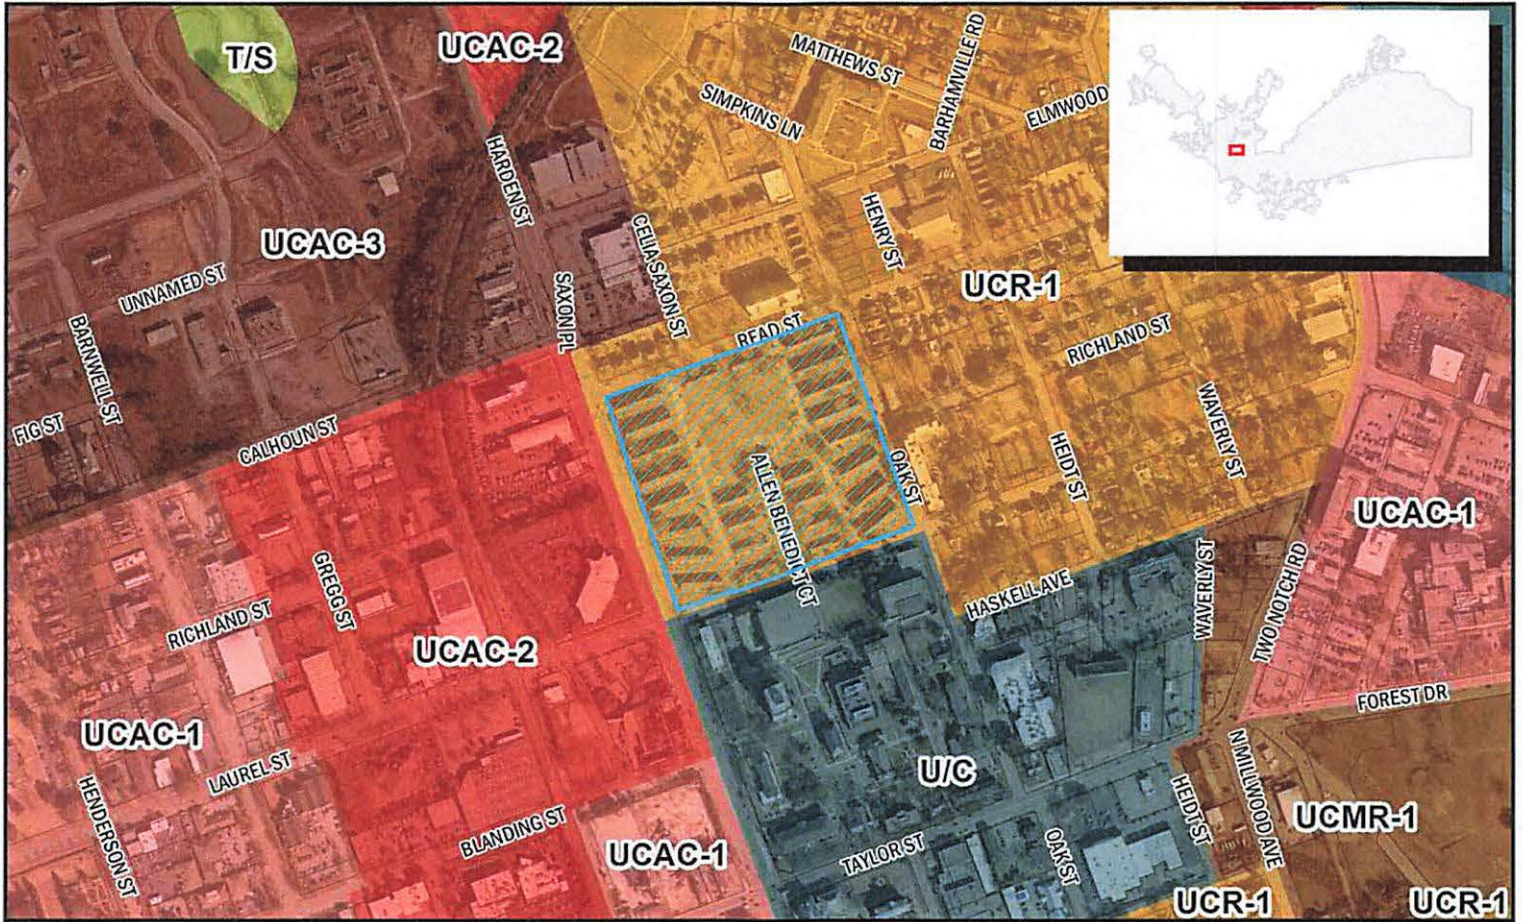 T/S
UCAC-2
MATTHEWS ST
BARHAMVILLE RD
SIMPKINS LN
ELMWOOD
HARDEN ST
UCAC-3
UNNAMED ST
CELIA SAXON ST
HENRY ST
UCR-1
SAXON PL
BARNWELL ST
READ ST
RICHLAND ST
FIG ST
CALHOUN ST
WAVERLY ST
HEIDT ST
OAK ST
ALLEN BENEDICT CT
UCAC-1
GREGG ST
RICHLAND ST
HASKELL AVE
WAVERLY ST
TWO NOTCH RD
UCAC-2
FOREST DR
UCAC-1
LAUREL ST
U/C
N MILLWOOD AVE
HENDERSON ST
HEIDT ST
UCMR-1
BLANDING ST
UCAC-1
TAYLOR ST
OAK ST
UCR-1
UCR-1